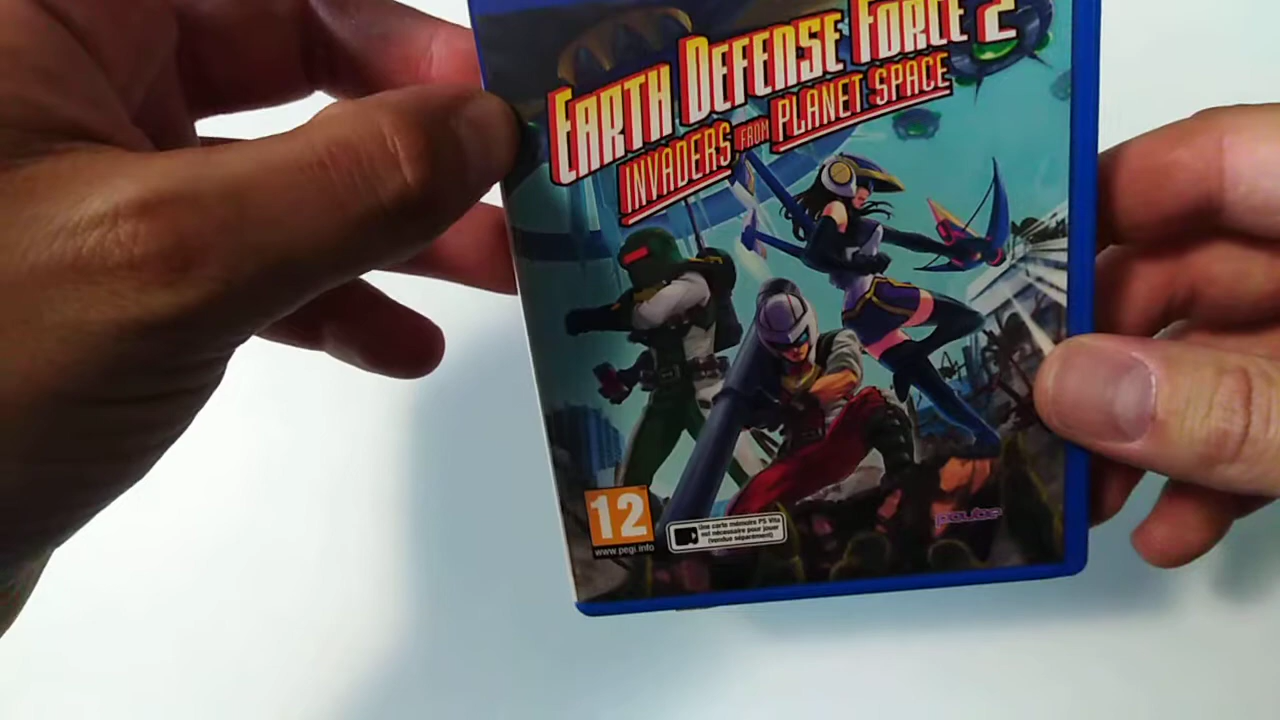 EARTH DEFENSE FORCE 2
INVADERS FROM PLANET SPACE
12
www.pegi.info
Une carte mémoire PS Vita
est nécessaire pour jouer
(vendue séparément)
pqube